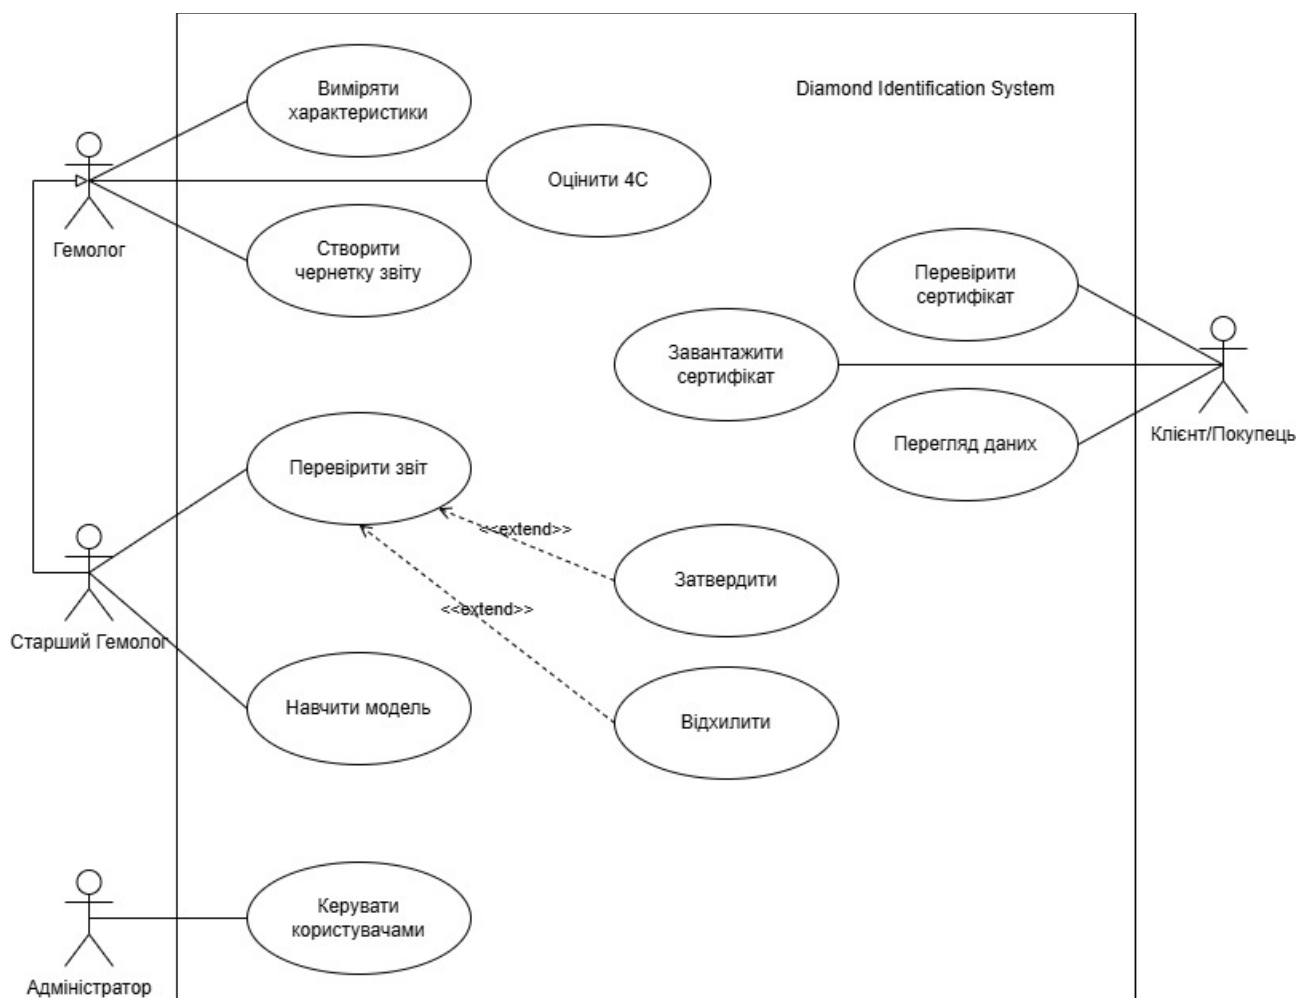 Diamond Identification System
Виміряти
характеристики
Оцінити 4С
Гемолог
Створити
чернетку звіту
Перевірити
сертифікат
Завантажити
сертифікат
Клієнт/Покупець
Перегляд даних
Перевірити звіт
<<extend>>
Затвердити
<<extend>>
Старший Гемолог
Навчити модель
Відхилити
Керувати
користувачами
Адміністратор